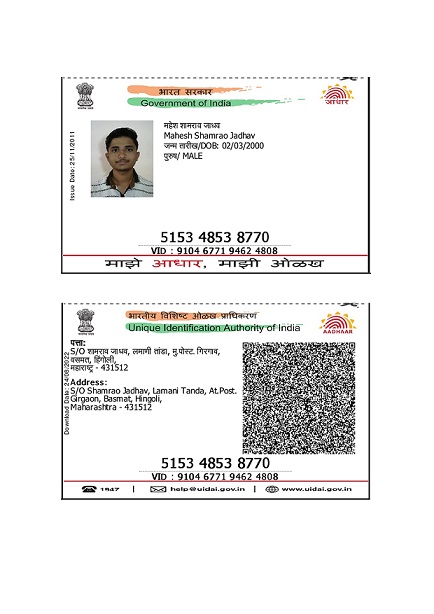 भारत सरकार
Government of India
आधार
Issue Date: 25/11/2011
महेश शामराव जाधव
Mahesh Shamrao Jadhav
जन्म तारीख/DOB: 02/03/2000
पुरुष/ MALE
5153 4853 8770
VID : 9104 6771 9462 4808
माझे आधार, माझी ओळख
भारतीय विशिष्ट ओळख प्राधिकरण
Unique Identification Authority of India
AADHAAR
Download Date: 24/08/2022
पत्ता:
S/O शामराव जाधव, लमाणी तांडा, मु.पोस्ट. गिरगाव,
वसमत, हिंगोली,
महाराष्ट्र - 431512
Address:
S/O Shamrao Jadhav, Lamani Tanda, At.Post.
Girgaon, Basmat, Hingoli,
Maharashtra - 431512
5153 4853 8770
VID : 9104 6771 9462 4808
1947 | help@uidai.gov.in | www.uidai.gov.in